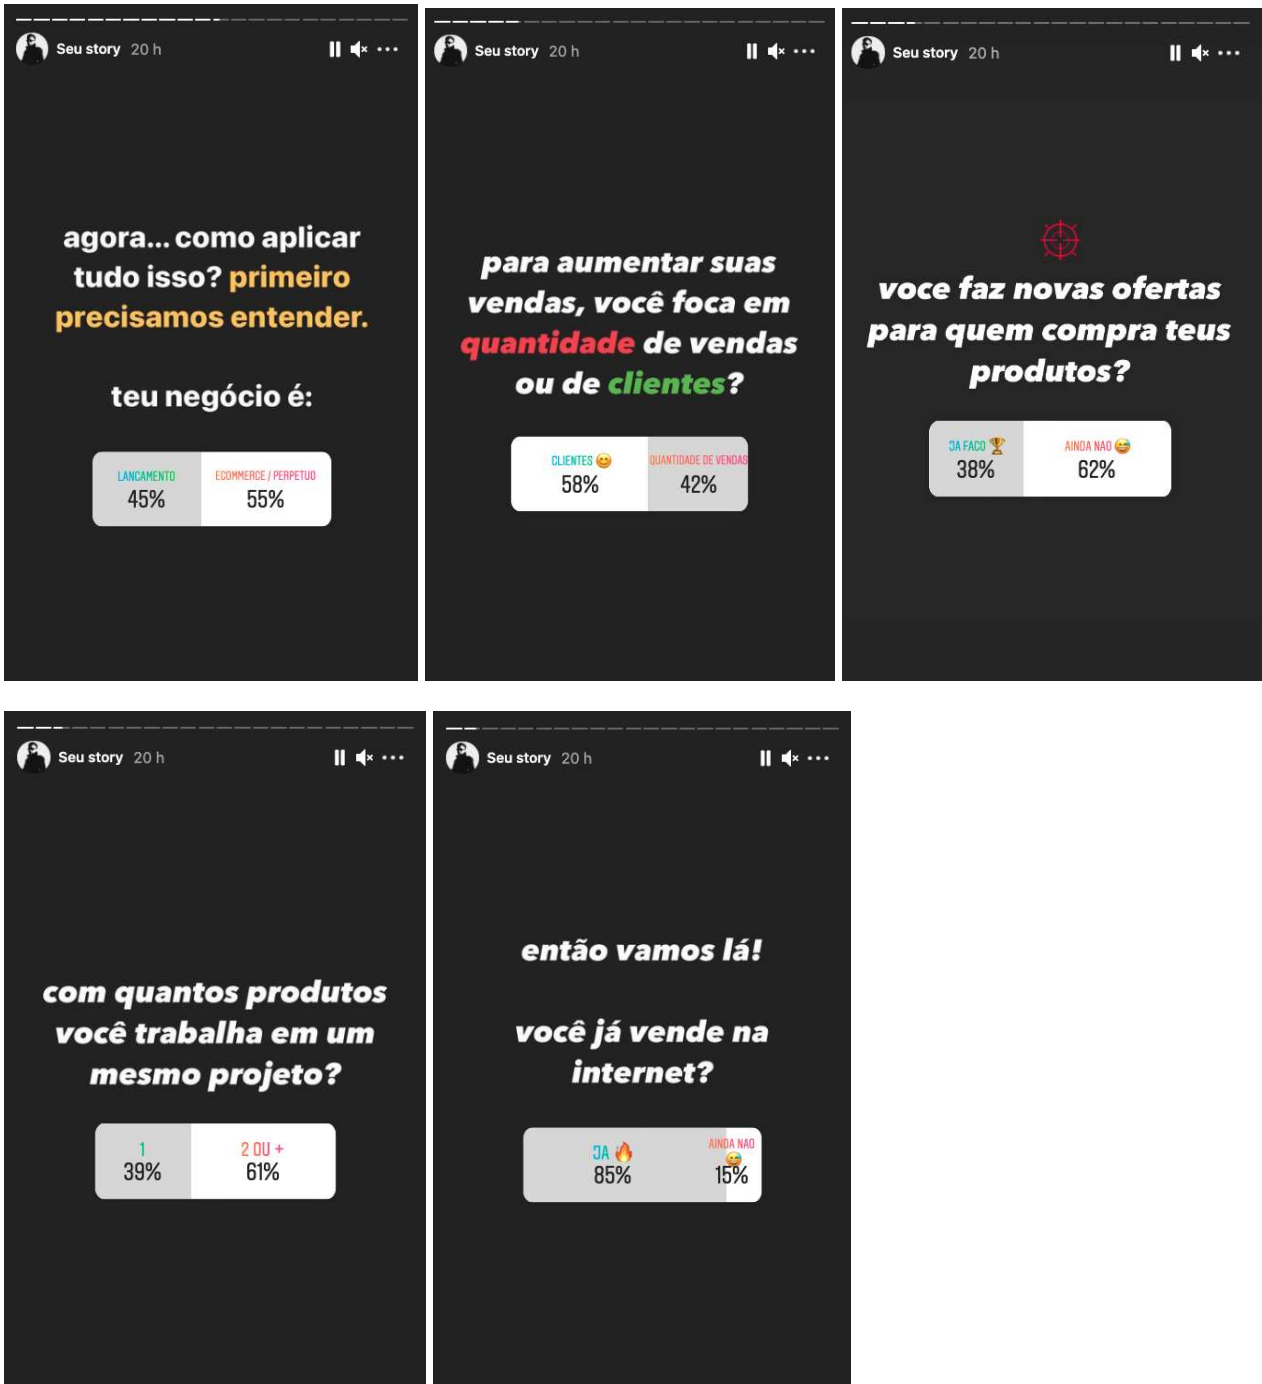 Seu story 20 h
agora... como aplicar
tudo isso? primeiro
precisamos entender.
teu negócio é:
LANCAMENTO
45%
ECOMMERCE / PERPETUO
55%
Seu story 20 h
para aumentar suas
vendas, você foca em
quantidade de vendas
ou de clientes?
CLIENTES 😊
58%
QUANTIDADE DE VENDAS
42%
Seu story 20 h
voce faz novas ofertas
para quem compra teus
produtos?
JA FACO 🏆
38%
AINDA NAO 😅
62%
Seu story 20 h
com quantos produtos
você trabalha em um
mesmo projeto?
1
39%
2 OU +
61%
Seu story 20 h
então vamos lá!
você já vende na
internet?
JA 🔥
85%
AINDA NAO
😅
15%